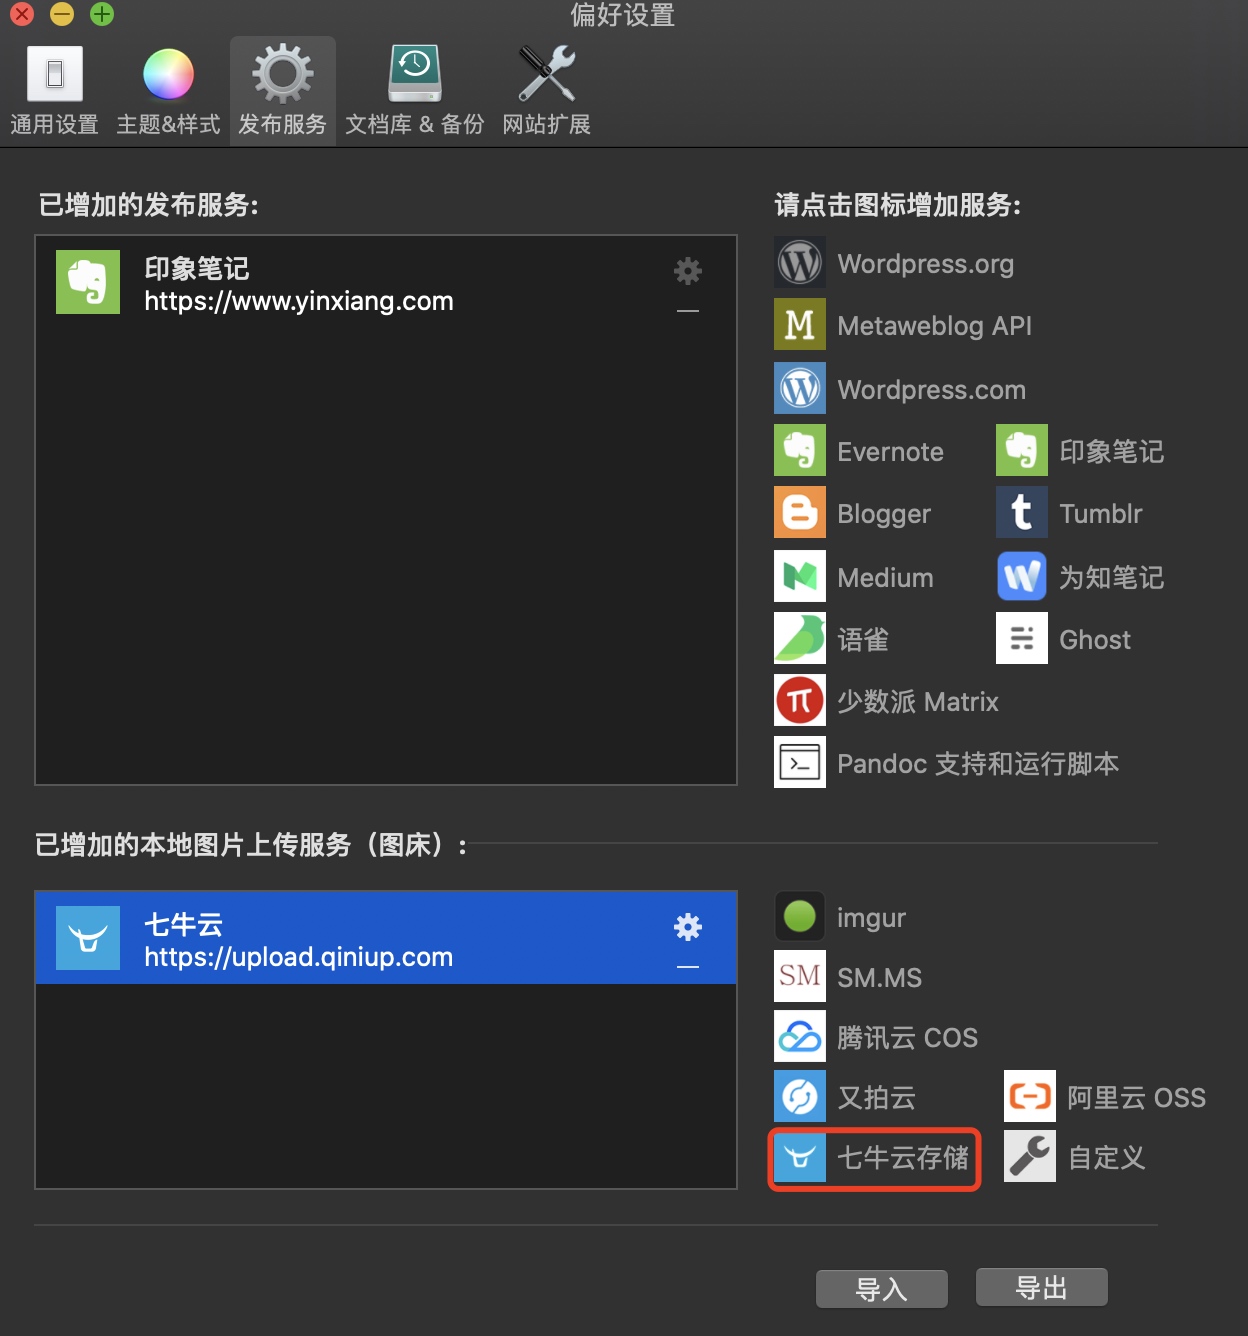 偏好设置
通用设置
主题&样式
发布服务
文档库 & 备份
网站扩展
已增加的发布服务:
印象笔记
https://www.yinxiang.com
请点击图标增加服务:
Wordpress.org
M
Metaweblog API
Wordpress.com
Evernote
印象笔记
Blogger
t
Tumblr
Medium
为知笔记
语雀
Ghost
少数派 Matrix
Pandoc 支持和运行脚本
已增加的本地图片上传服务（图床）:
七牛云
https://upload.qiniup.com
imgur
SM
SM.MS
腾讯云 COS
又拍云
阿里云 OSS
七牛云存储
自定义
导入
导出